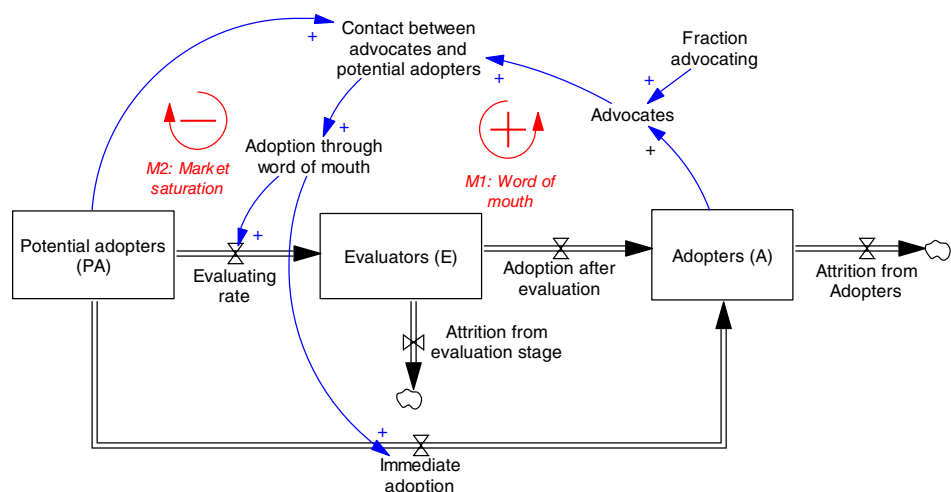 Contact between
advocates and
potential adopters
+
+
Fraction
advocating
+
Advocates
+
+
Adoption through
word of mouth
M2: Market
saturation
M1: Word of
mouth
Potential adopters
(PA)
+
Evaluating
rate
Evaluators (E)
Adoption after
evaluation
Adopters (A)
Attrition from
Adopters
Attrition from
evaluation stage
+
Immediate
adoption